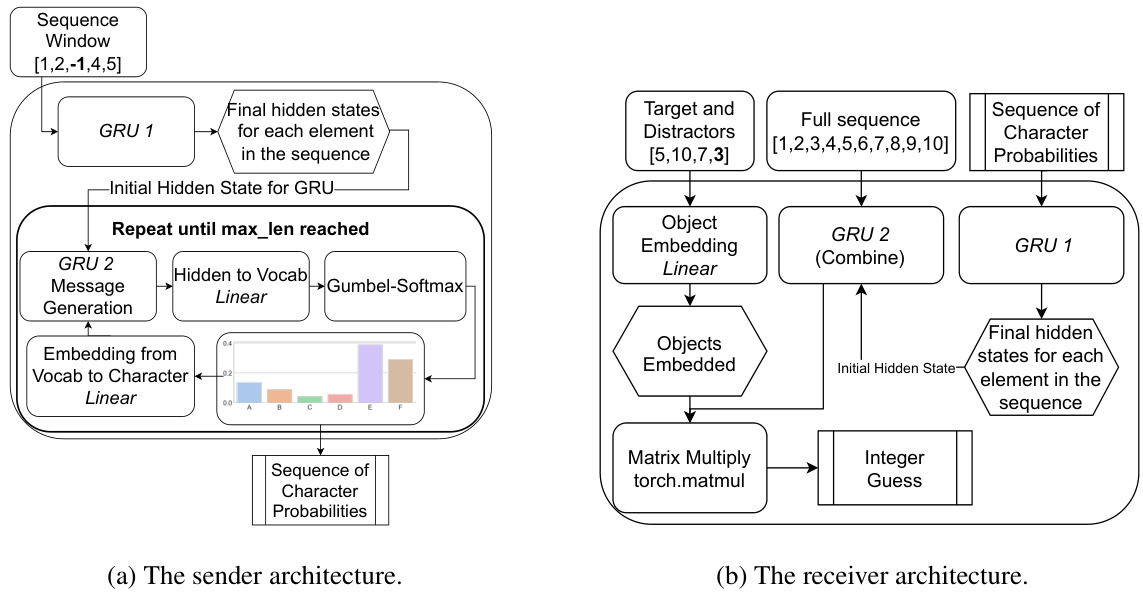 Sequence
Window
[1,2,-1,4,5]
GRU 1
Final hidden states
for each element
in the sequence
Initial Hidden State for GRU
Repeat until max_len reached
GRU 2
Message
Generation
Hidden to Vocab
Linear
Gumbel-Softmax
Embedding from
Vocab to Character
Linear
0.4
0.2
0.0
A B C D E F
Sequence of
Character
Probabilities
(a) The sender architecture.
Target and
Distractors
[5,10,7,3]
Full sequence
[1,2,3,4,5,6,7,8,9,10]
Sequence of
Character
Probabilities
Object
Embedding
Linear
GRU 2
(Combine)
GRU 1
Objects
Embedded
Initial Hidden State
Final hidden
states for each
element in the
sequence
Matrix Multiply
torch.matmul
Integer
Guess
(b) The receiver architecture.